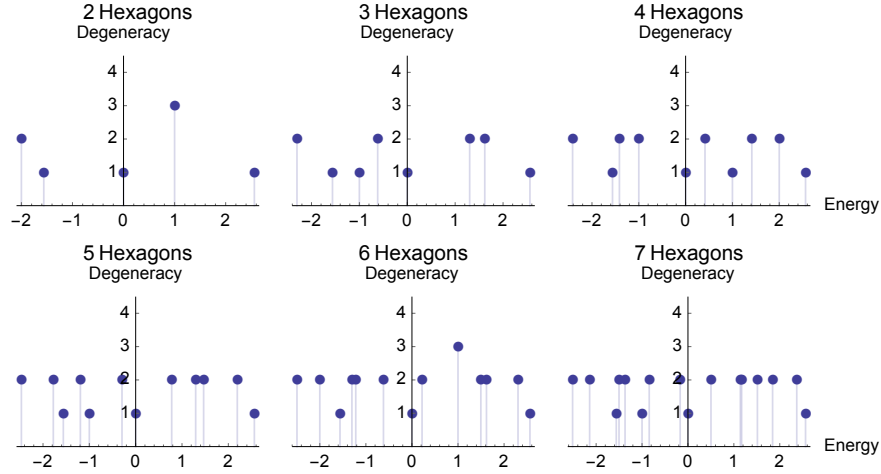 2 Hexagons
Degeneracy
4
3
2
1
−2 −1 0 1 2
3 Hexagons
Degeneracy
4
3
2
1
−2 −1 0 1 2
4 Hexagons
Degeneracy
4
3
2
1
−2 −1 0 1 2
Energy
5 Hexagons
Degeneracy
4
3
2
1
−2 −1 0 1 2
6 Hexagons
Degeneracy
4
3
2
1
−2 −1 0 1 2
7 Hexagons
Degeneracy
4
3
2
1
−2 −1 0 1 2
Energy